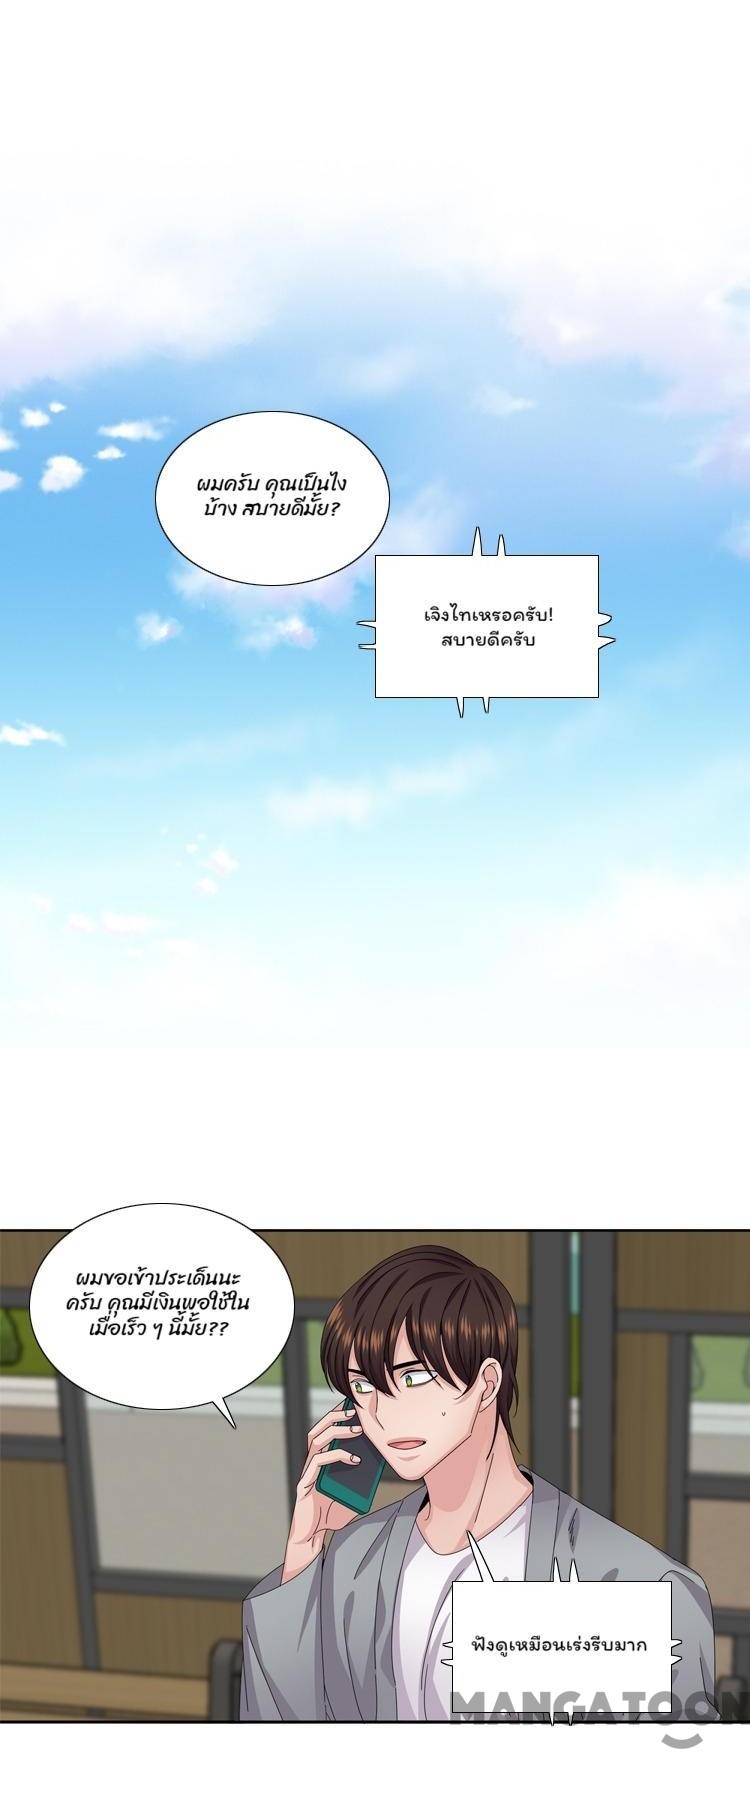 ผมครับ คุณเป็นไง
บ้าง สบายดีมั้ย?
เจิงไทเหรอครับ!
สบายดีครับ
ผมขอเข้าประเด็นนะ
ครับ คุณมีเงินพอใช้ใน
เมื่อเร็ว ๆ นี้มั้ย??
ฟังดูเหมือนเร่งรีบมาก
MANGATOON